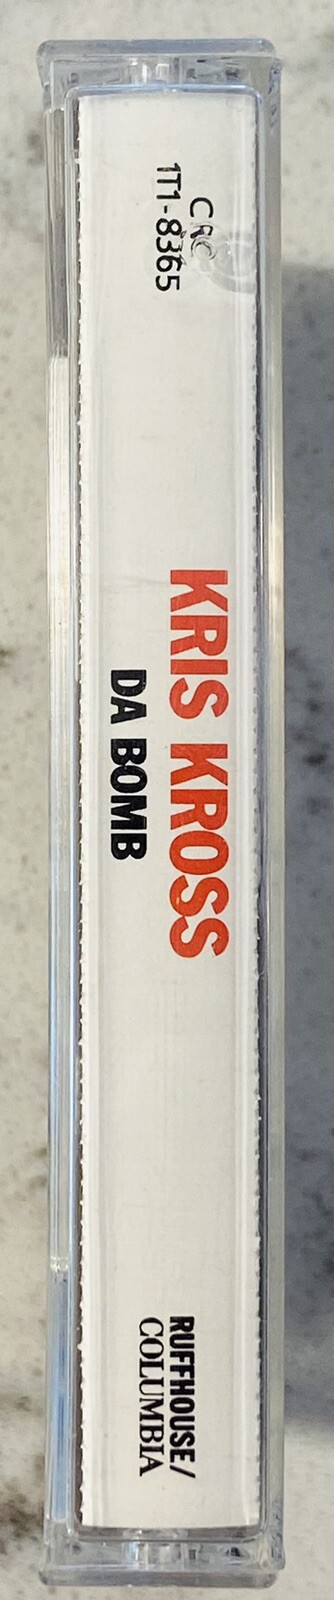 CRC
1T1-8365
KRIS KROSS
DA BOMB
RUFFHOUSE/
COLUMBIA